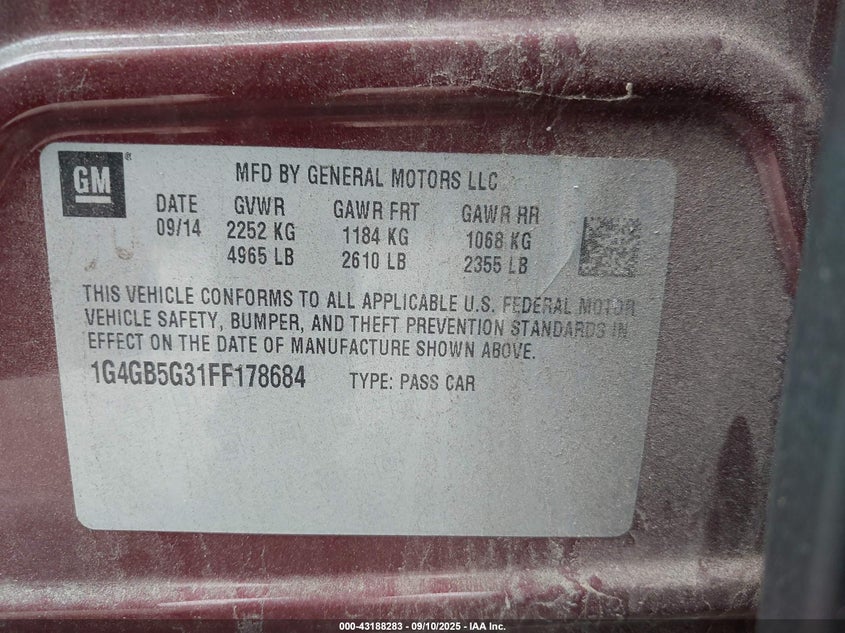 GM
MFD BY GENERAL MOTORS LLC
DATE GVWR GAWR FRT GAWR RR
09/14 2252 KG 1184 KG 1068 KG
4965 LB 2610 LB 2355 LB
THIS VEHICLE CONFORMS TO ALL APPLICABLE U.S. FEDERAL MOTOR
VEHICLE SAFETY, BUMPER, AND THEFT PREVENTION STANDARDS IN
EFFECT ON THE DATE OF MANUFACTURE SHOWN ABOVE.
1G4GB5G31FF178684 TYPE: PASS CAR
000-43188283 - 09/10/2025 - IAA Inc.